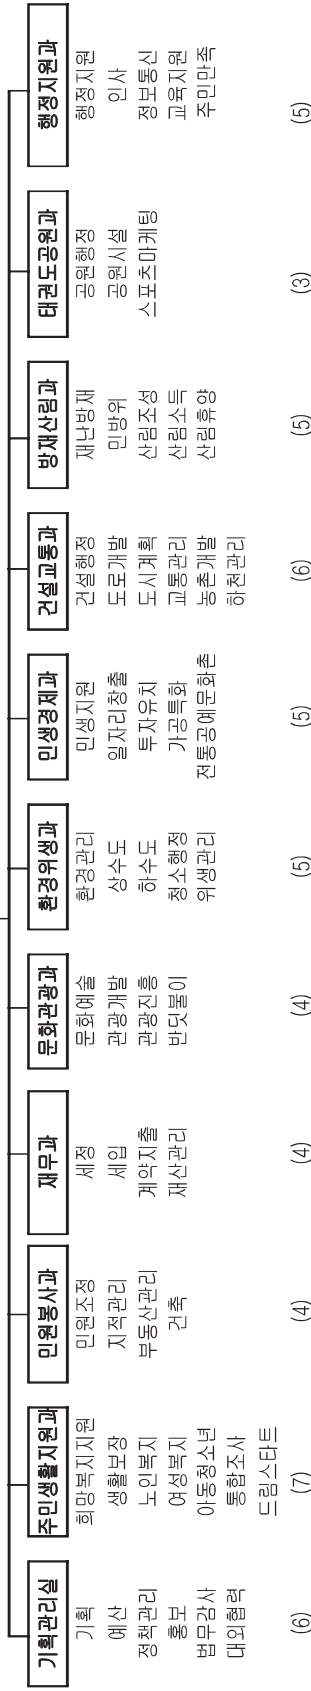 기획관리실
기획
예산
정책관리
홍보
법무감사
대외협력
(6)
주민생활지원과
희망복지지원
생활보장
노인복지
여성복지
아동청소년
통합조사
드림스타트
(7)
민원봉사과
민원조정
지적관리
부동산관리
건축
(4)
재무과
세정
세입
계약지출
재산관리
(4)
문화관광과
문화예술
관광개발
관광진흥
반딧불이
(4)
환경위생과
환경관리
상수도
하수도
청소행정
위생관리
(5)
민생경제과
민생지원
일자리창출
투자유치
가공특화
전통공예문화촌
(5)
건설교통과
건설행정
도로개발
도시계획
교통관리
농촌개발
하천관리
(6)
방재산림과
재난방재
민방위
산림조성
산림소득
산림휴양
(5)
태권도공원과
공원행정
공원시설
스포츠마케팅
(3)
행정지원과
행정지원
인사
정보통신
교육지원
주민만족
(5)